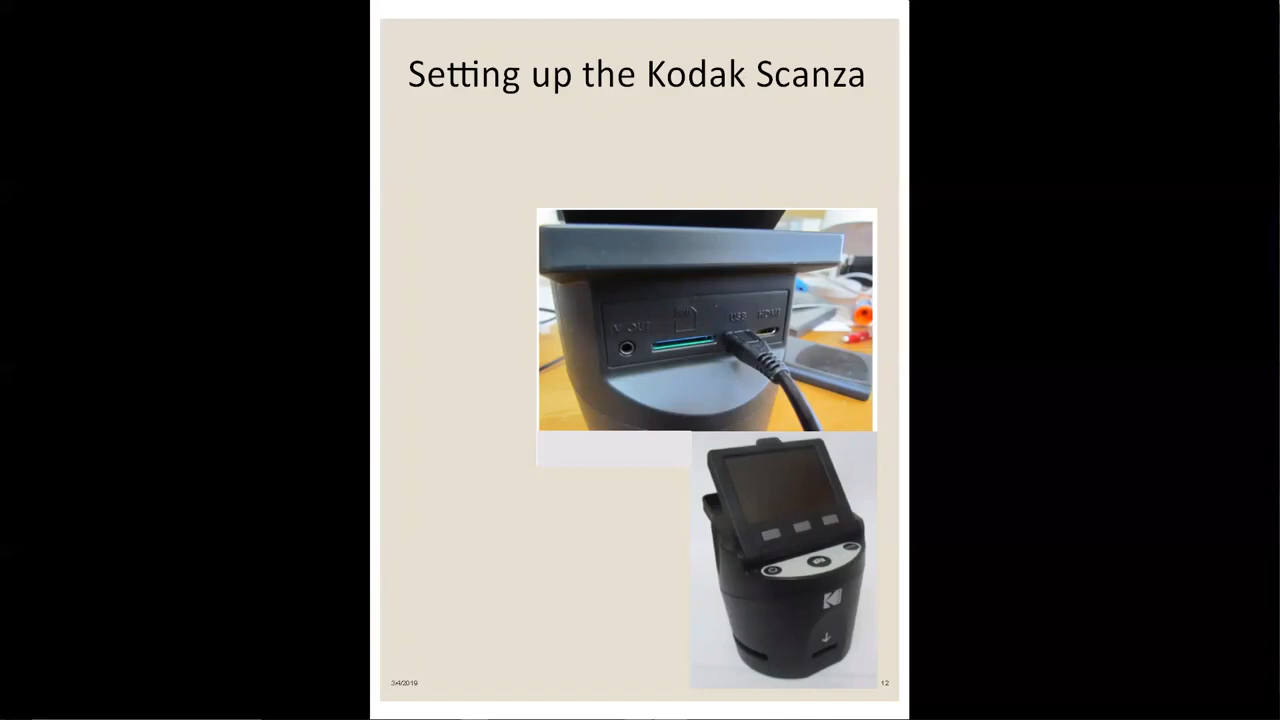 Setting up the Kodak Scanza
V OUT
USB
HDMI
3/4/2019
12